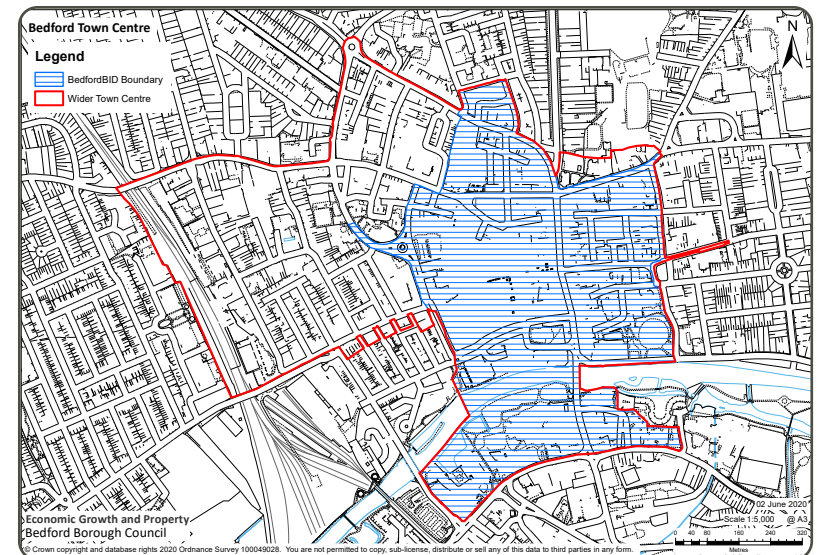 Bedford Town Centre
N
Legend
BedfordBID Boundary
Wider Town Centre
02 June 2020
Scale 1:5,000 @ A3
0 40 80 160 240 320
Metres
Economic Growth and Property
Bedford Borough Council
© Crown copyright and database rights 2020 Ordnance Survey 100049028. You are not permitted to copy, sub-license, distribute or sell any of this data to third parties in any form.